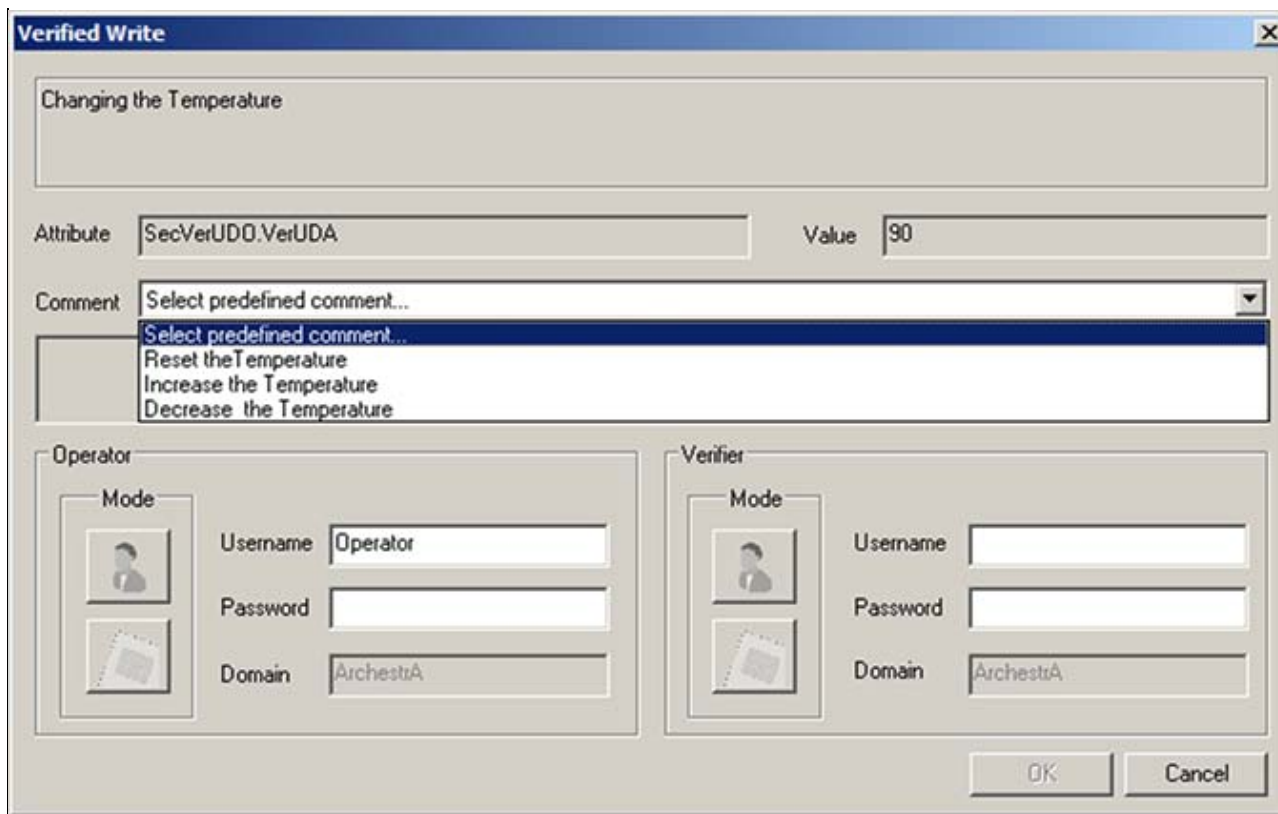 Verified Write
Changing the Temperature
Attribute SecVerUDO.VerUDA Value 90
Comment Select predefined comment...
Select predefined comment...
Reset theTemperature
Increase the Temperature
Decrease  the Temperature
Operator
Mode
Username Operator
Password
Domain ArchestrA
Verifier
Mode
Username
Password
Domain ArchestrA
OK Cancel